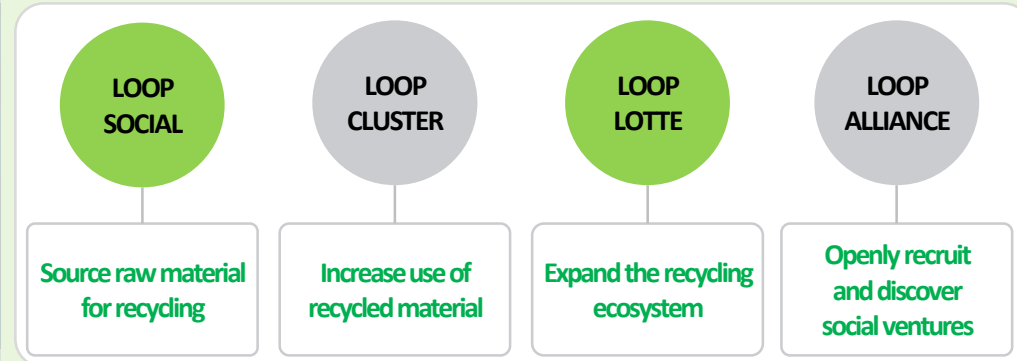 LOOP
SOCIAL
LOOP
CLUSTER
LOOP
LOTTE
LOOP
ALLIANCE
Source raw material
for recycling
Increase use of
recycled material
Expand the recycling
ecosystem
Openly recruit
and discover
social ventures